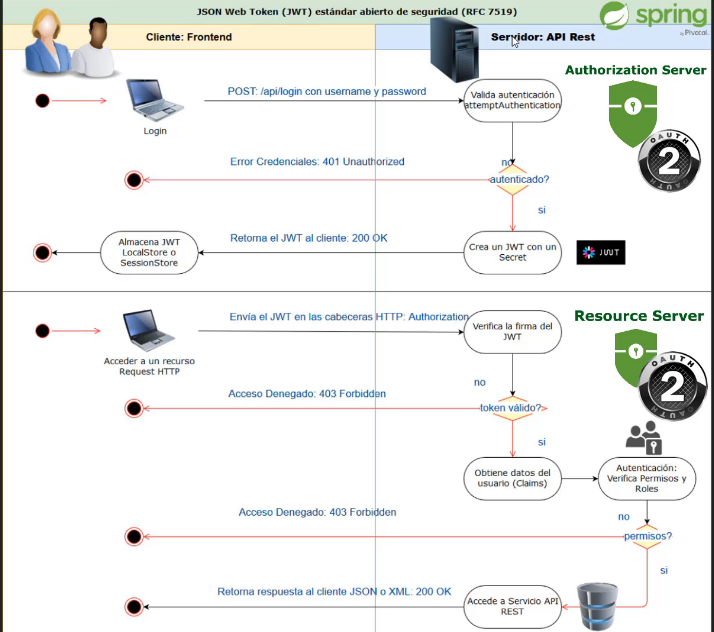 JSON Web Token (JWT) estándar abierto de seguridad (RFC 7519)
spring
by Pivotal.
Cliente: Frontend
Servidor: API Rest
Authorization Server
POST: /api/login con username y password
Valida autenticación
attemptAuthentication
Login
OAUTH
2
OAUTH
Error Credenciales: 401 Unauthorized
no
autenticado?
si
Retorna el JWT al cliente: 200 OK
Almacena JWT
LocalStore o
SessionStore
Crea un JWT con un
Secret
JWT
Envía el JWT en las cabeceras HTTP: Authorization
Verifica la firma del
JWT
Resource Server
Acceder a un recurso
Request HTTP
OAUTH
2
OAUTH
no
Acceso Denegado: 403 Forbidden
token válido?
si
Obtiene datos del
usuario (Claims)
Autenticación:
Verifica Permisos y
Roles
Acceso Denegado: 403 Forbidden
no
permisos?
si
Retorna respuesta al cliente JSON o XML: 200 OK
Accede a Servicio API
REST